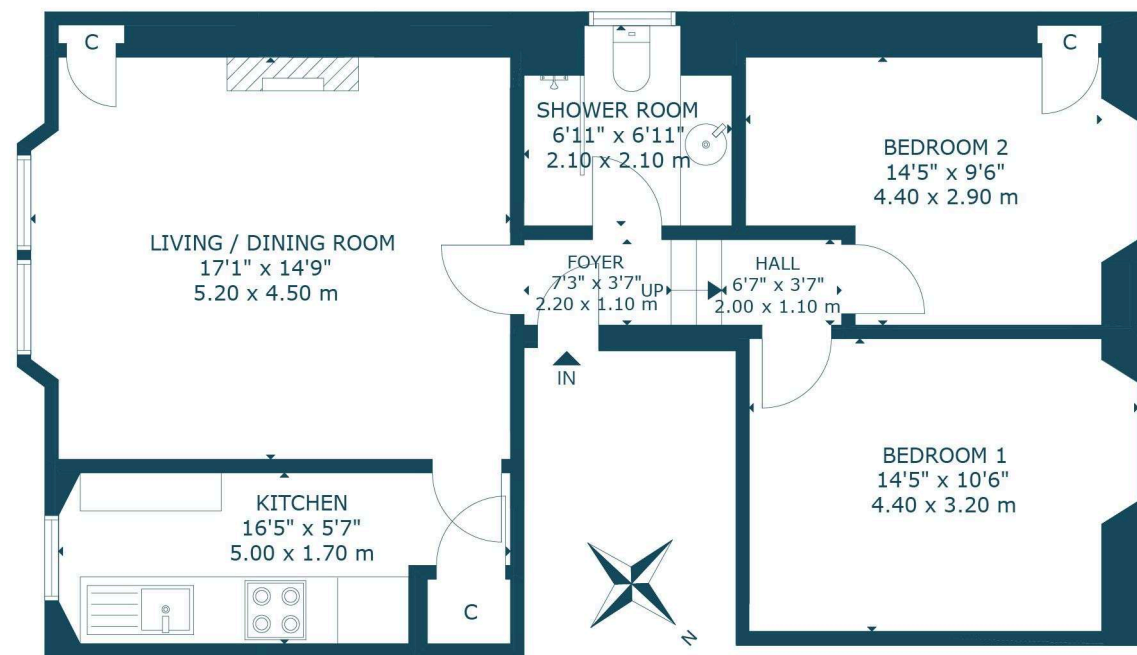 C
C
SHOWER ROOM
6'11" x 6'11"
2.10 x 2.10 m
BEDROOM 2
14'5" x 9'6"
4.40 x 2.90 m
LIVING / DINING ROOM
17'1" x 14'9"
5.20 x 4.50 m
FOYER
7'3" x 3'7"
2.20 x 1.10 m
UP
HALL
6'7" x 3'7"
2.00 x 1.10 m
IN
BEDROOM 1
14'5" x 10'6"
4.40 x 3.20 m
KITCHEN
16'5" x 5'7"
5.00 x 1.70 m
C
N